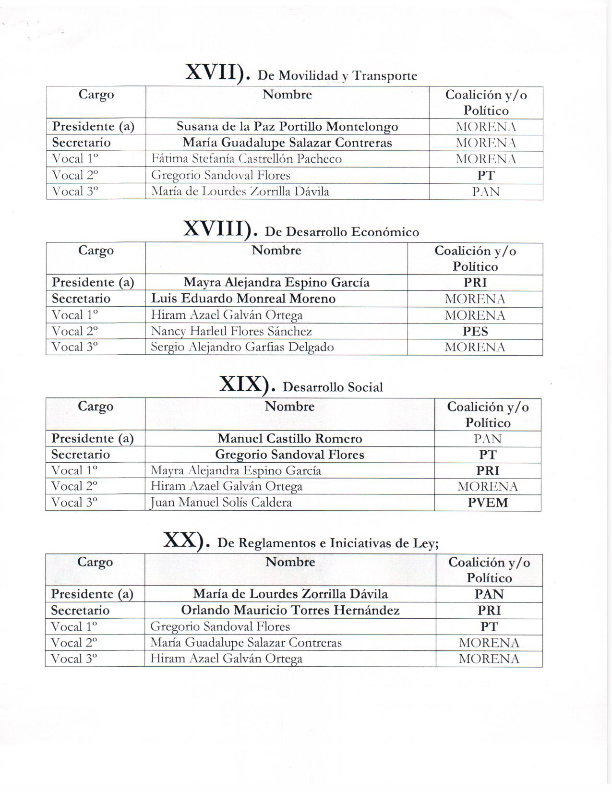 XVII). De Movilidad y Transporte
Cargo Nombre Coalición y/o
Político
Presidente (a) Susana de la Paz Portillo Montelongo MORENA
Secretario María Guadalupe Salazar Contreras MORENA
Vocal 1º Fátima Stefanía Castrellón Pacheco MORENA
Vocal 2º Gregorio Sandoval Flores PT
Vocal 3º María de Lourdes Zorrilla Dávila PAN
XVIII). De Desarrollo Económico
Cargo Nombre Coalición y/o
Político
Presidente (a) Mayra Alejandra Espino García PRI
Secretario Luis Eduardo Monreal Moreno MORENA
Vocal 1º Hiram Azael Galván Ortega MORENA
Vocal 2º Nancy Harletl Flores Sánchez PES
Vocal 3º Sergio Alejandro Garfias Delgado MORENA
XIX). Desarrollo Social
Cargo Nombre Coalición y/o
Político
Presidente (a) Manuel Castillo Romero PAN
Secretario Gregorio Sandoval Flores PT
Vocal 1º Mayra Alejandra Espino García PRI
Vocal 2º Hiram Azael Galván Ortega MORENA
Vocal 3º Juan Manuel Solís Caldera PVEM
XX). De Reglamentos e Iniciativas de Ley;
Cargo Nombre Coalición y/o
Político
Presidente (a) María de Lourdes Zorrilla Dávila PAN
Secretario Orlando Mauricio Torres Hernández PRI
Vocal 1º Gregorio Sandoval Flores PT
Vocal 2º María Guadalupe Salazar Contreras MORENA
Vocal 3º Hiram Azael Galván Ortega MORENA